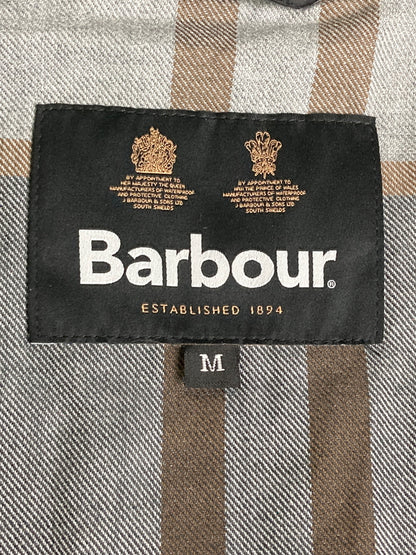 BY APPOINTMENT TO
HER MAJESTY THE QUEEN
MANUFACTURERS OF WATERPROOF
AND PROTECTIVE CLOTHING
J BARBOUR & SONS LTD
SOUTH SHIELDS
BY APPOINTMENT TO
HRH THE PRINCE OF WALES
MANUFACTURERS OF WATERPROOF
AND PROTECTIVE CLOTHING
J BARBOUR & SONS LTD
SOUTH SHIELDS
Barbour®
ESTABLISHED 1894
M